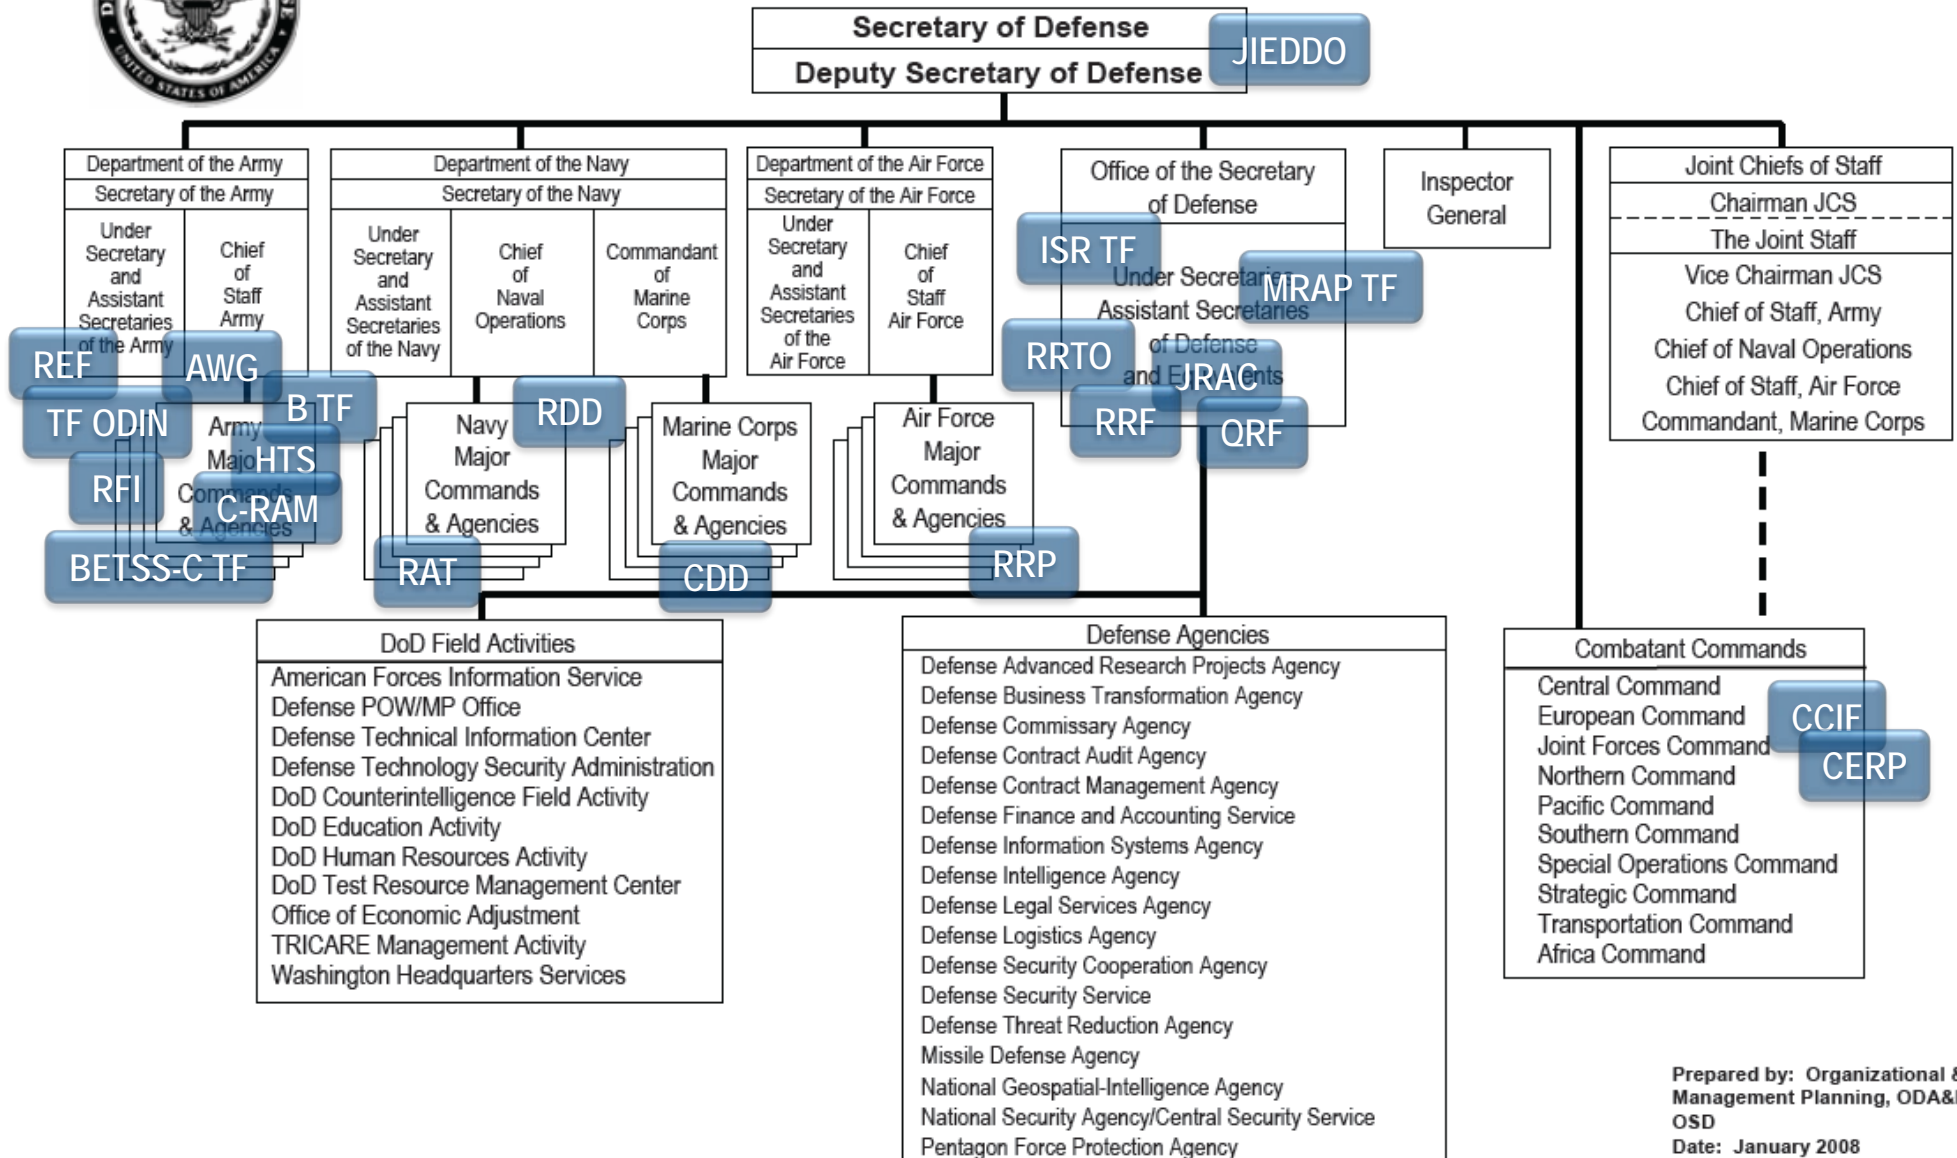 UNITED STATES OF AMERICA
Secretary of Defense
Deputy Secretary of Defense
JIEDDO
Department of the Army
Secretary of the Army
Under
Secretary
and
Assistant
Secretaries
of the Army
Chief
of
Staff
Army
Department of the Navy
Secretary of the Navy
Under
Secretary
and
Assistant
Secretaries
of the Navy
Chief
of
Naval
Operations
Commandant
of
Marine
Corps
Department of the Air Force
Secretary of the Air Force
Under
Secretary
and
Assistant
Secretaries
of the
Air Force
Chief
of
Staff
Air Force
Office of the Secretary
of Defense
Under Secretaries
Assistant Secretaries
of Defense
and Equivalents
ISR TF
MRAP TF
RRTO
JRAC
RRF
QRF
Inspector
General
Joint Chiefs of Staff
Chairman JCS
The Joint Staff
Vice Chairman JCS
Chief of Staff, Army
Chief of Naval Operations
Chief of Staff, Air Force
Commandant, Marine Corps
REF
AWG
TF ODIN
B TF
HTS
RFI
C-RAM
BETSS-C TF
Army
Major
Commands
& Agencies
Navy
Major
Commands
& Agencies
RDD
RAT
Marine Corps
Major
Commands
& Agencies
CDD
Air Force
Major
Commands
& Agencies
RRP
DoD Field Activities
American Forces Information Service
Defense POW/MP Office
Defense Technical Information Center
Defense Technology Security Administration
DoD Counterintelligence Field Activity
DoD Education Activity
DoD Human Resources Activity
DoD Test Resource Management Center
Office of Economic Adjustment
TRICARE Management Activity
Washington Headquarters Services
Defense Agencies
Defense Advanced Research Projects Agency
Defense Business Transformation Agency
Defense Commissary Agency
Defense Contract Audit Agency
Defense Contract Management Agency
Defense Finance and Accounting Service
Defense Information Systems Agency
Defense Intelligence Agency
Defense Legal Services Agency
Defense Logistics Agency
Defense Security Cooperation Agency
Defense Security Service
Defense Threat Reduction Agency
Missile Defense Agency
National Geospatial-Intelligence Agency
National Security Agency/Central Security Service
Pentagon Force Protection Agency
Combatant Commands
Central Command
European Command
Joint Forces Command
Northern Command
Pacific Command
Southern Command
Special Operations Command
Strategic Command
Transportation Command
Africa Command
CCIF
CERP
Prepared by: Organizational &
Management Planning, ODA&
OSD
Date: January 2008